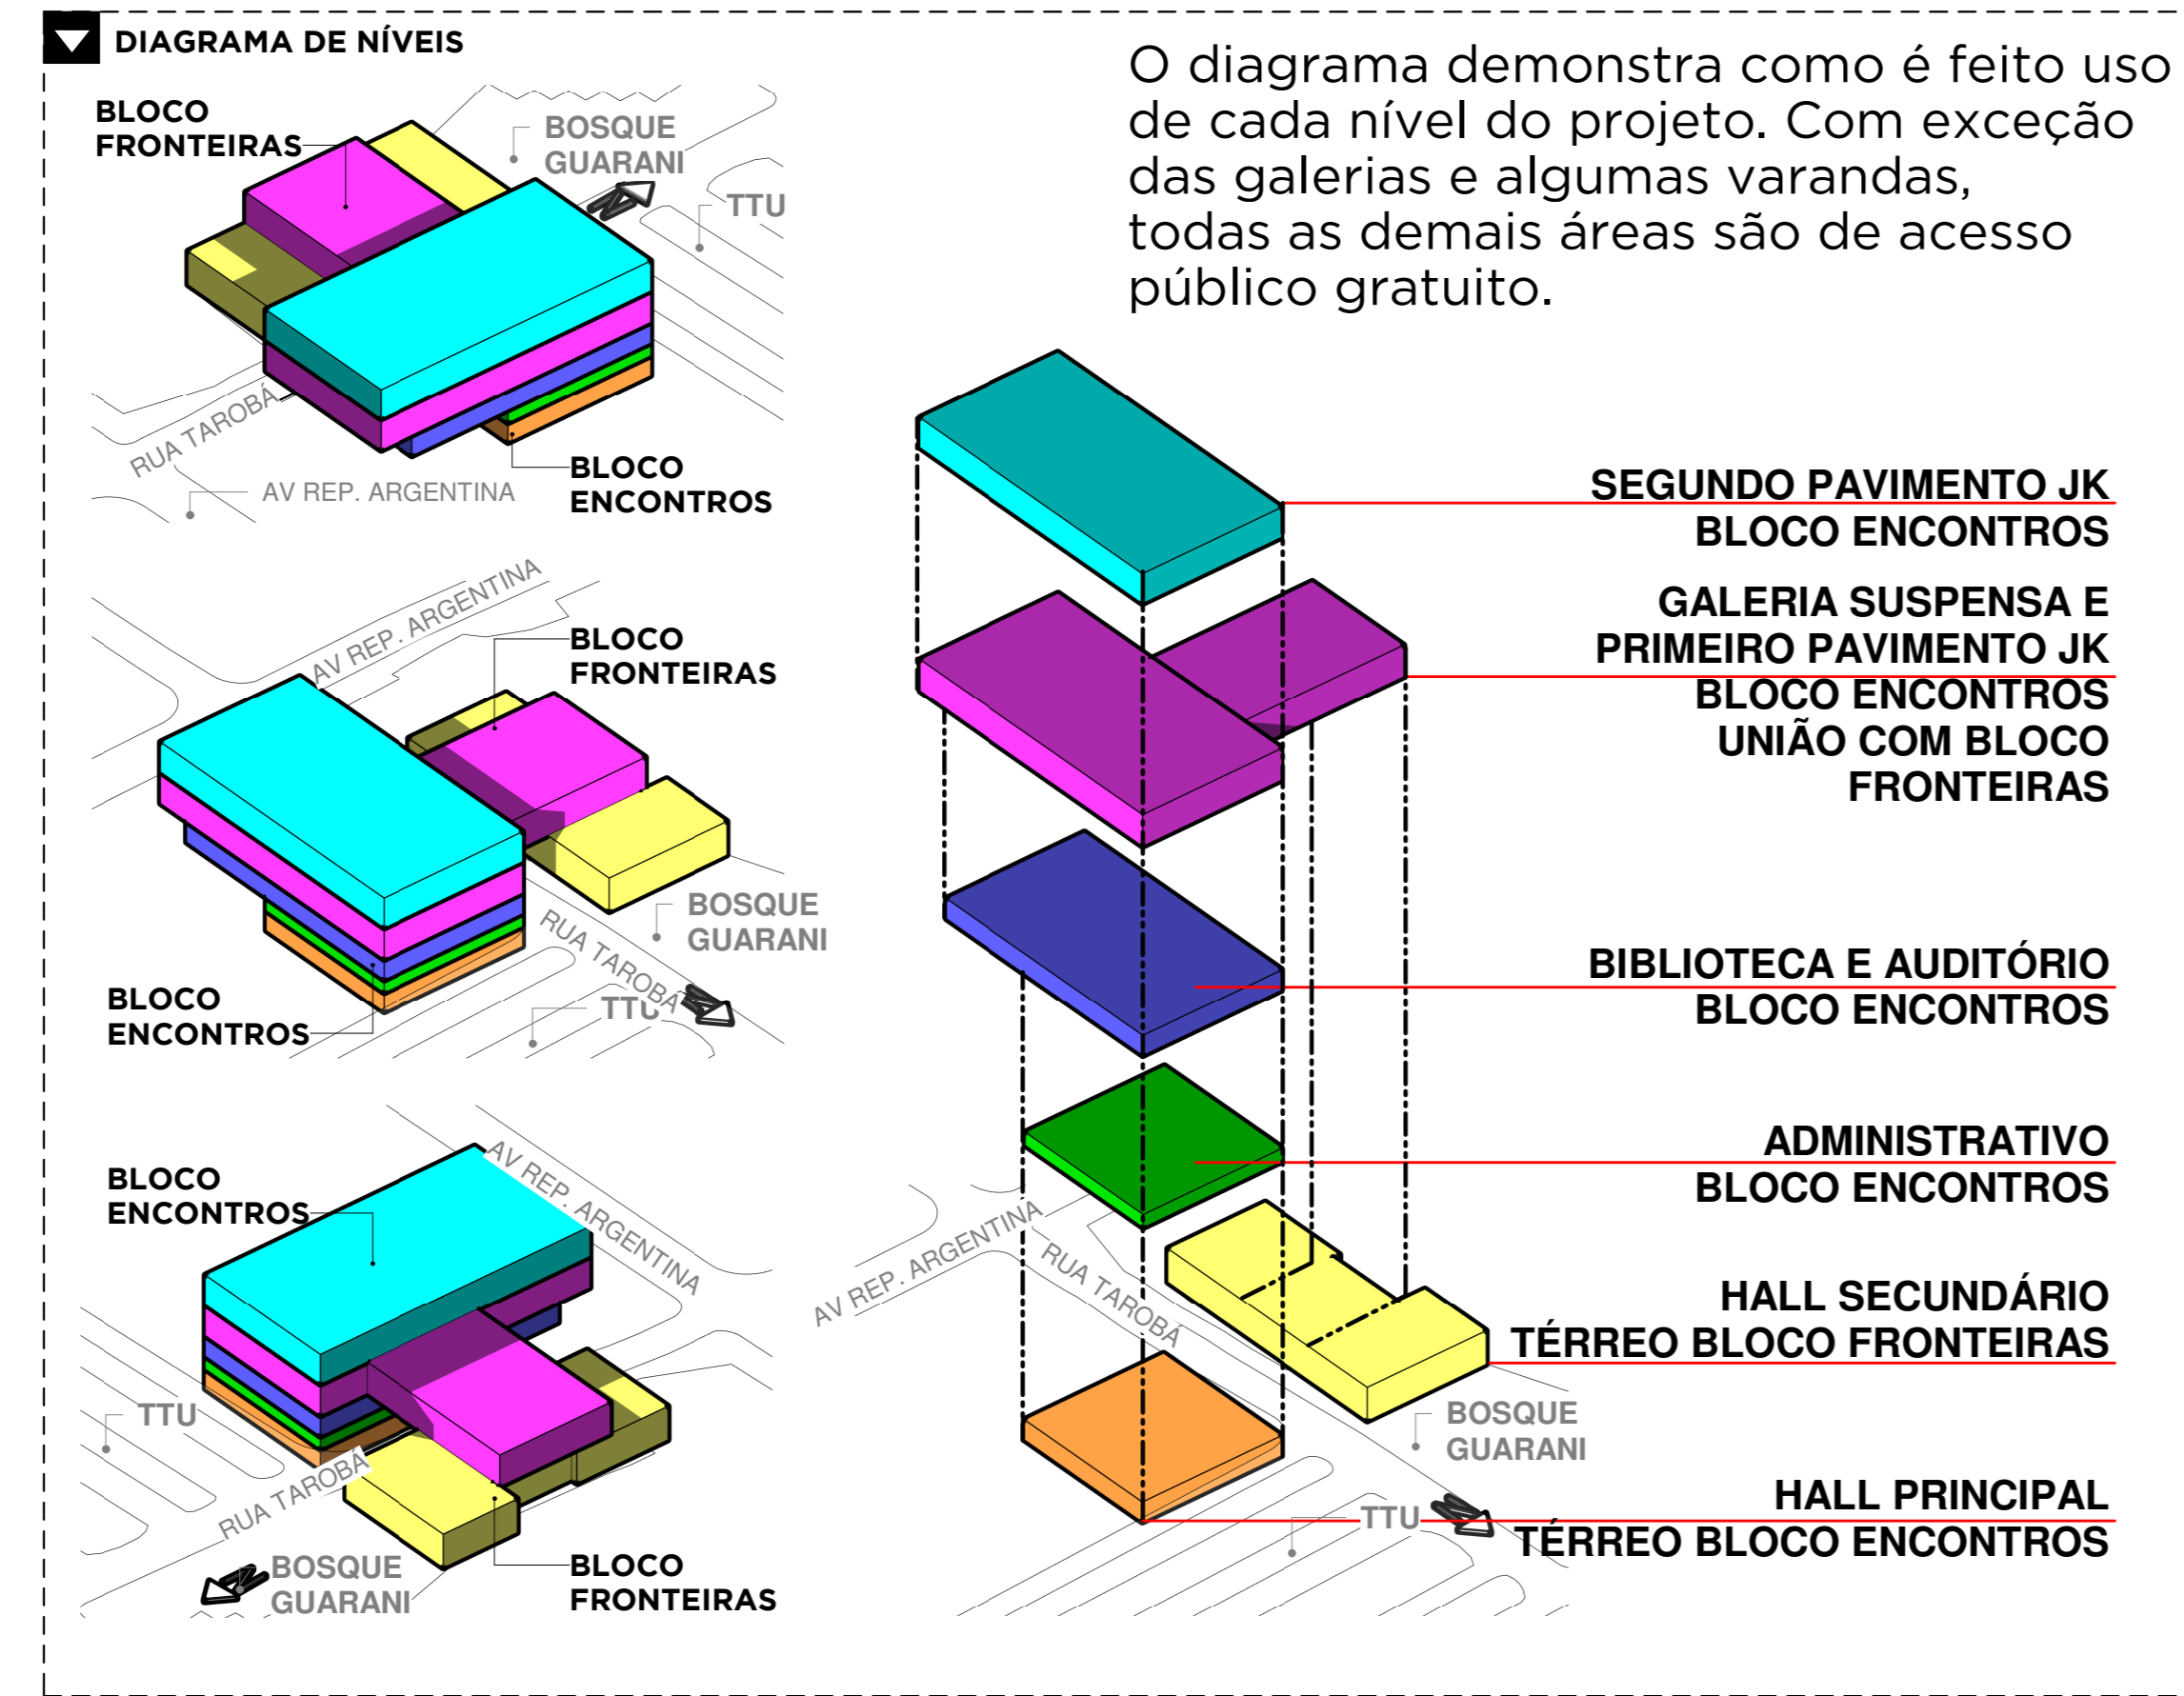 DIAGRAMA DE NÍVEIS
O diagrama demonstra como é feito uso
de cada nível do projeto. Com exceção
das galerias e algumas varandas,
todas as demais áreas são de acesso
público gratuito.
BLOCO
FRONTEIRAS
BOSQUE
GUARANI
TTU
RUA TAROBÁ
AV REP. ARGENTINA
BLOCO
ENCONTROS
AV REP. ARGENTINA
BLOCO
FRONTEIRAS
BOSQUE
GUARANI
RUA TAROBÁ
TTU
BLOCO
ENCONTROS
BLOCO
ENCONTROS
AV REP. ARGENTINA
TTU
RUA TAROBÁ
BOSQUE
GUARANI
BLOCO
FRONTEIRAS
SEGUNDO PAVIMENTO JK
BLOCO ENCONTROS
GALERIA SUSPENSA E
PRIMEIRO PAVIMENTO JK
BLOCO ENCONTROS
UNIÃO COM BLOCO
FRONTEIRAS
BIBLIOTECA E AUDITÓRIO
BLOCO ENCONTROS
ADMINISTRATIVO
BLOCO ENCONTROS
AV REP. ARGENTINA
RUA TAROBÁ
HALL SECUNDÁRIO
TÉRREO BLOCO FRONTEIRAS
BOSQUE
GUARANI
TTU
HALL PRINCIPAL
TÉRREO BLOCO ENCONTROS